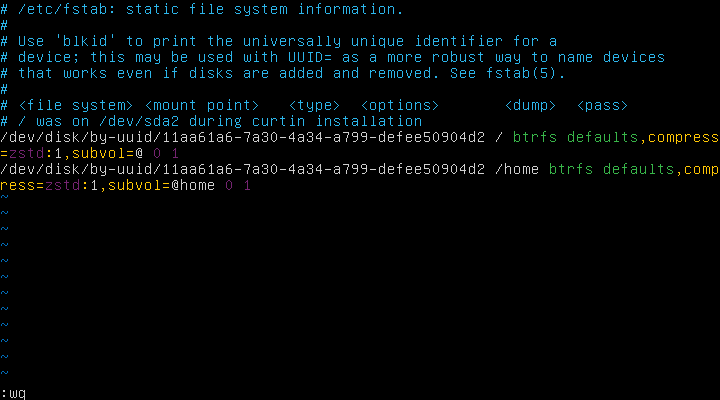 # /etc/fstab: static file system information.
#
# Use 'blkid' to print the universally unique identifier for a
# device; this may be used with UUID= as a more robust way to name devices
# that works even if disks are added and removed. See fstab(5).
#
# <file system> <mount point>   <type>  <options>       <dump>  <pass>
# / was on /dev/sda2 during curtin installation
/dev/disk/by-uuid/11aa61a6-7a30-4a34-a799-defee50904d2 / btrfs defaults,compress
=zstd:1,subvol=@ 0 1
/dev/disk/by-uuid/11aa61a6-7a30-4a34-a799-defee50904d2 /home btrfs defaults,comp
ress=zstd:1,subvol=@home 0 1
~
~
~
~
~
~
~
~
~
~
~
~
:wq